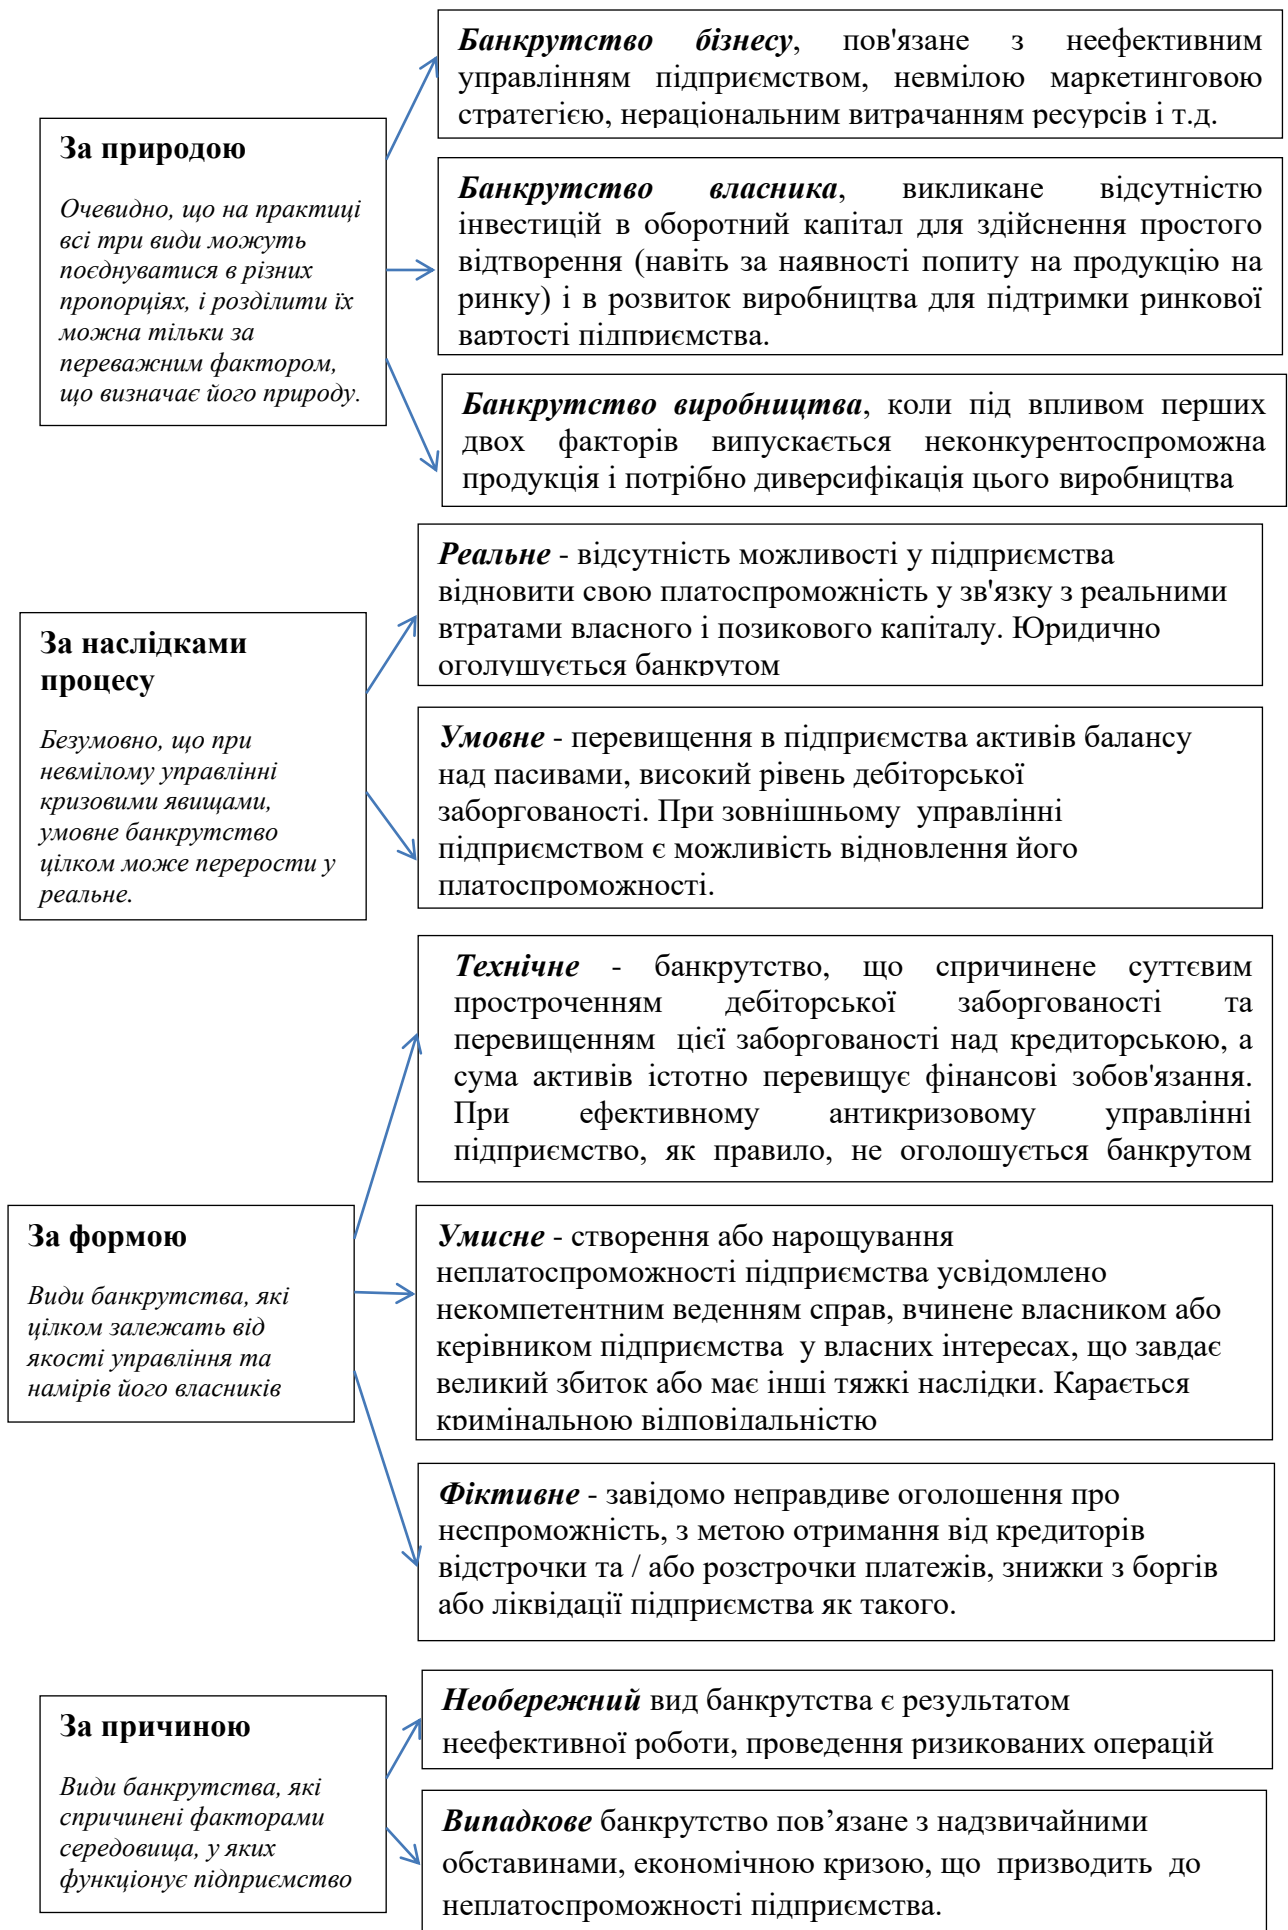 За природою
Очевидно, що на практиці
всі три види можуть
поєднуватися в різних
пропорціях, і розділити їх
можна тільки за
переважним фактором,
що визначає його природу.
Банкрутство бізнесу, пов'язане з неефективним
управлінням підприємством, невмілою маркетинговою
стратегією, нераціональним витрачанням ресурсів і т.д.
Банкрутство власника, викликане відсутністю
інвестицій в оборотний капітал для здійснення простого
відтворення (навіть за наявності попиту на продукцію на
ринку) і в розвиток виробництва для підтримки ринкової
вартості підприємства.
Банкрутство виробництва, коли під впливом перших
двох факторів випускається неконкурентоспроможна
продукція і потрібно диверсифікація цього виробництва
За наслідками
процесу
Безумовно, що при
невмілому управлінні
кризовими явищами,
умовне банкрутство
цілком може перерости у
реальне.
Реальне - відсутність можливості у підприємства
відновити свою платоспроможність у зв'язку з реальними
втратами власного і позикового капіталу. Юридично
оголушується банкрутом
Умовне - перевищення в підприємства активів балансу
над пасивами, високий рівень дебіторської
заборгованості. При зовнішньому управлінні
підприємством є можливість відновлення його
платоспроможності.
За формою
Види банкрутства, які
цілком залежать від
якості управління та
намірів його власників
Технічне - банкрутство, що спричинене суттєвим
простроченням дебіторської заборгованості та
перевищенням цієї заборгованості над кредиторською, а
сума активів істотно перевищує фінансові зобов'язання.
При ефективному антикризовому управлінні
підприємство, як правило, не оголошується банкрутом
Умисне - створення або нарощування
неплатоспроможності підприємства усвідомлено
некомпетентним веденням справ, вчинене власником або
керівником підприємства у власних інтересах, що завдає
великий збиток або має інші тяжкі наслідки. Карається
кримінальною відповідальністю
Фіктивне - завідомо неправдиве оголошення про
неспроможність, з метою отримання від кредиторів
відстрочки та / або розстрочки платежів, знижки з боргів
або ліквідації підприємства як такого.
За причиною
Види банкрутства, які
спричинені факторами
середовища, у яких
функціонує підприємство
Необережний вид банкрутства є результатом
неефективної роботи, проведення ризикованих операцій
Випадкове банкрутство пов’язане з надзвичайними
обставинами, економічною кризою, що призводить до
неплатоспроможності підприємства.